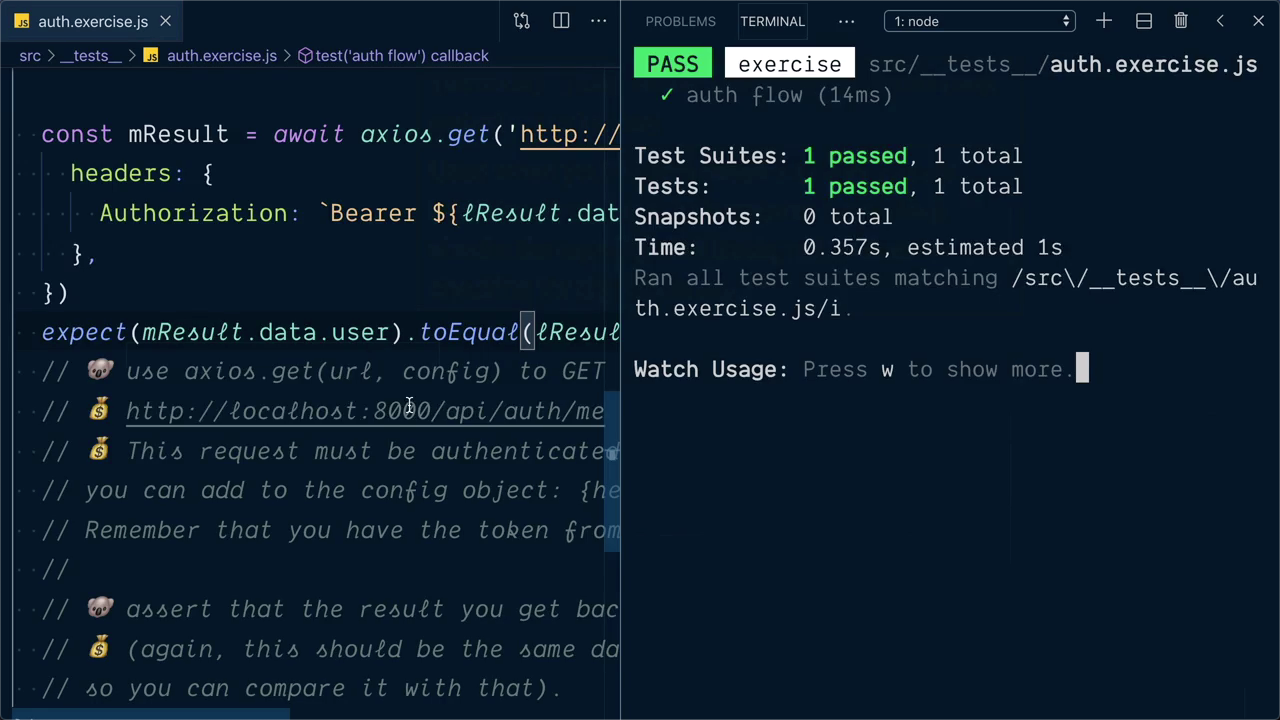 JS auth.exercise.js
src > __tests__ > JS auth.exercise.js > test('auth flow') callback
const mResult = await axios.get('http://
headers: {
Authorization: `Bearer ${lResult.dat
},
})
expect(mResult.data.user).toEqual(lResul
// 🐨 use axios.get(url, config) to GET
// 💰 http://localhost:8000/api/auth/me
// 💰 This request must be authenticated
// you can add to the config object: {he
// Remember that you have the token from
//
// 🐨 assert that the result you get bac
// 💰 (again, this should be the same da
// so you can compare it with that).
PROBLEMS TERMINAL ··· 1: node
PASS exercise src/__tests__/auth.exercise.js
✓ auth flow (14ms)
Test Suites: 1 passed, 1 total
Tests: 1 passed, 1 total
Snapshots: 0 total
Time: 0.357s, estimated 1s
Ran all test suites matching /src\/__tests__\/au
th.exercise.js/i.
Watch Usage: Press w to show more.